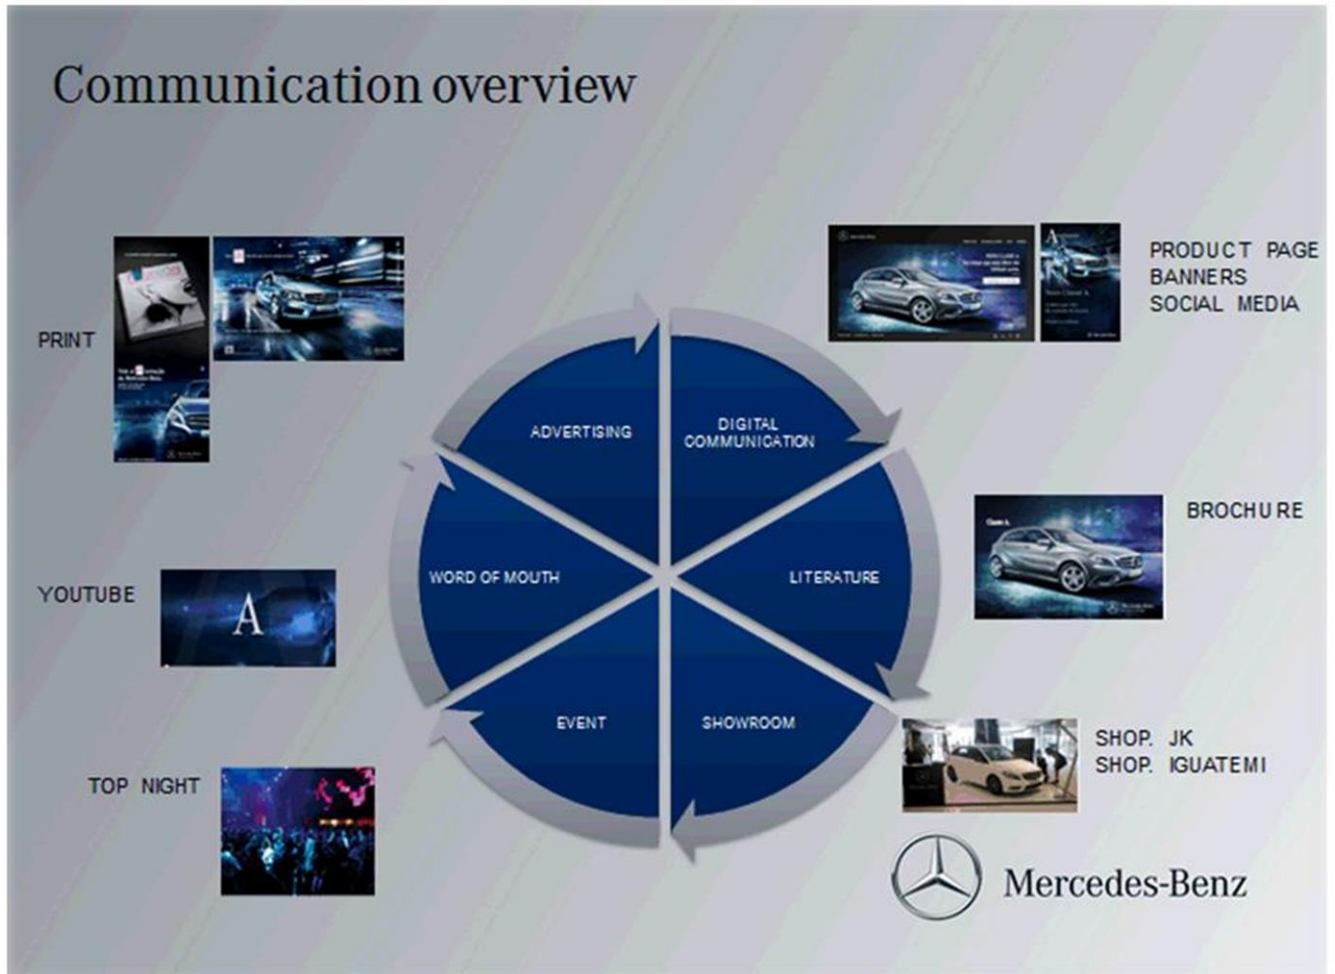 Communication overview
PRINT
PRODUCT PAGE
BANNERS
SOCIAL MEDIA
ADVERTISING
DIGITAL
COMMUNICATION
BROCHURE
WORD OF MOUTH
LITERATURE
YOUTUBE
A
EVENT
SHOWROOM
SHOP. JK
SHOP. IGUATEMI
TOP NIGHT
Mercedes-Benz